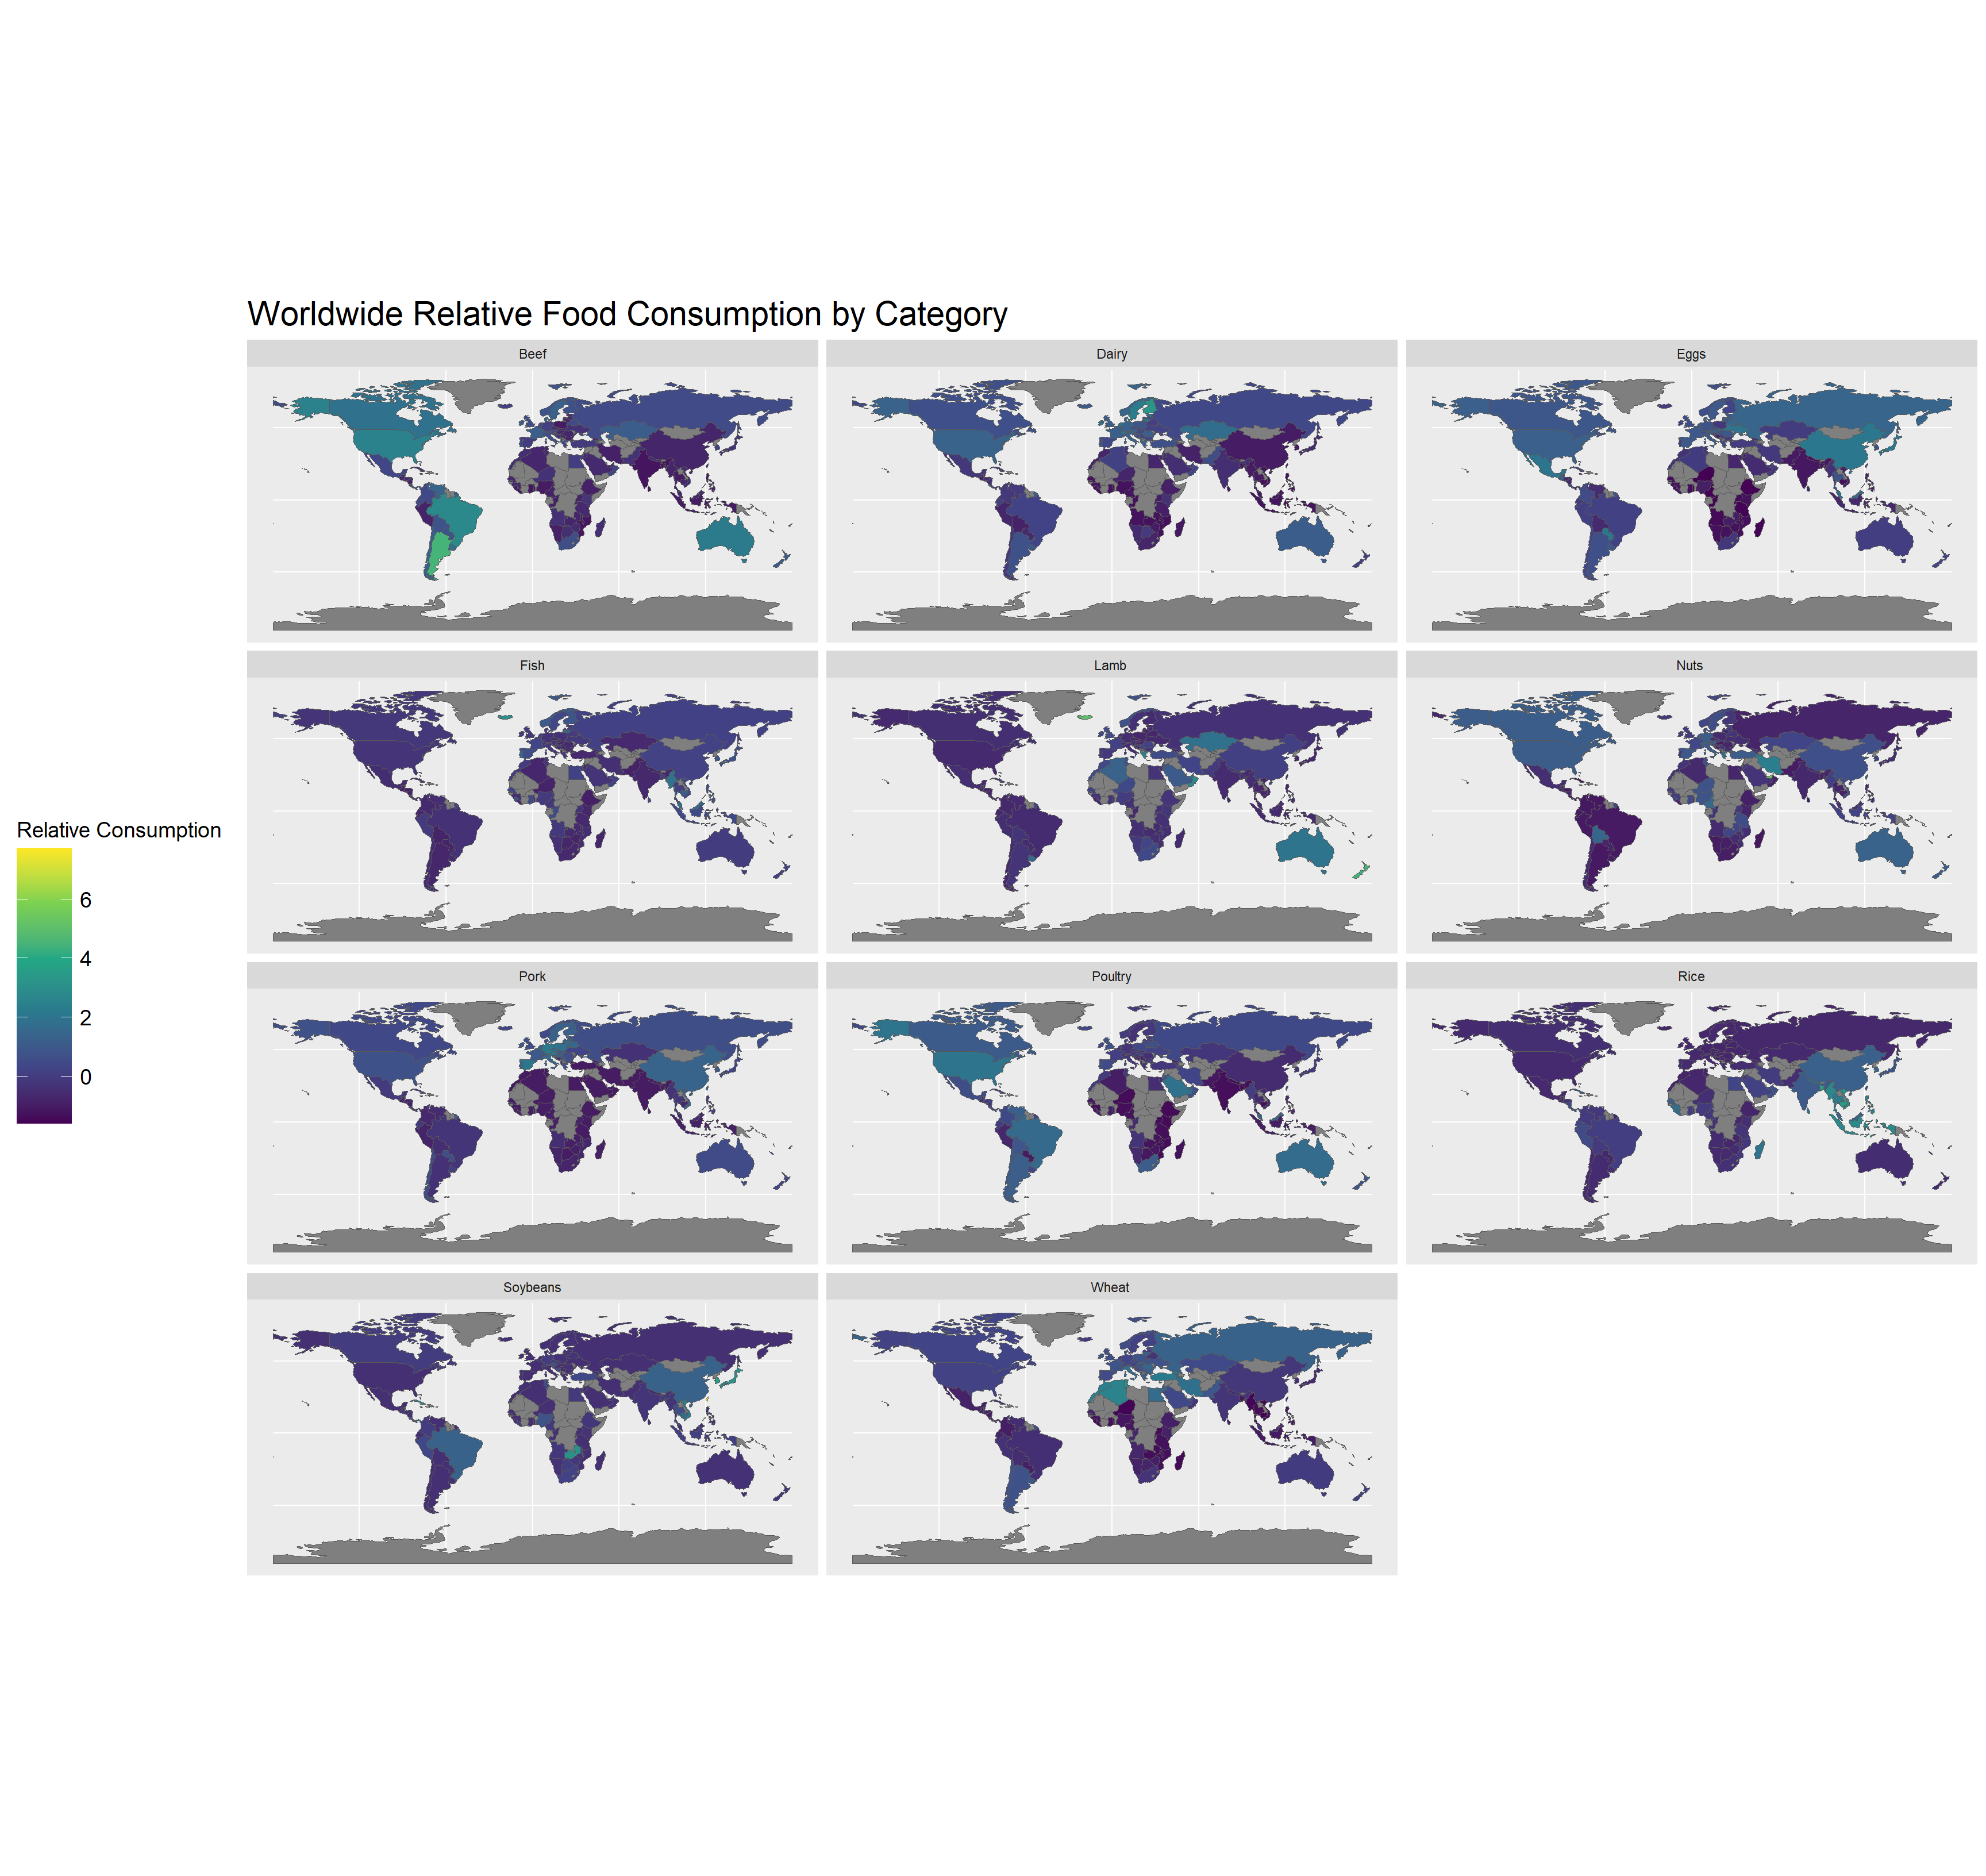 Worldwide Relative Food Consumption by Category
Beef
Dairy
Eggs
Fish
Lamb
Nuts
Relative Consumption
6
4
2
0
Pork
Poultry
Rice
Soybeans
Wheat